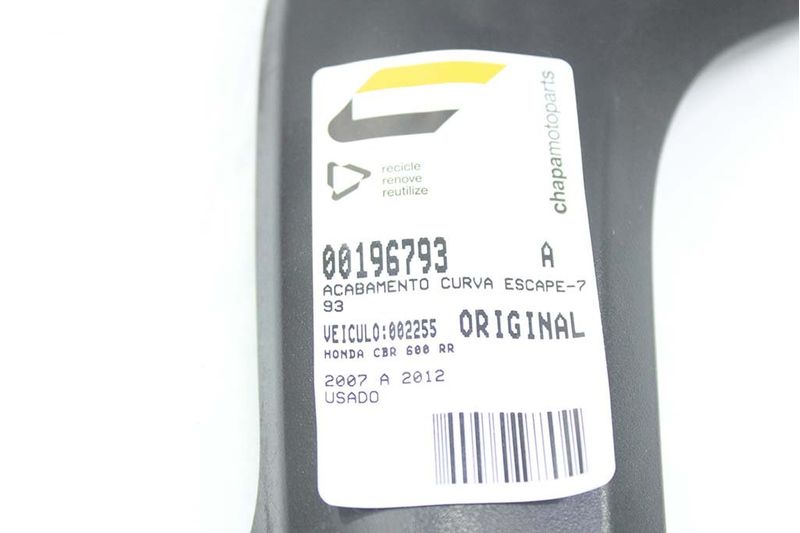 recicle
renove
reutilize
chapamotoparts
00196793 A
ACABAMENTO CURVA ESCAPE-7
93
VEICULO:002255 ORIGINAL
HONDA CBR 600 RR
2007 A 2012
USADO